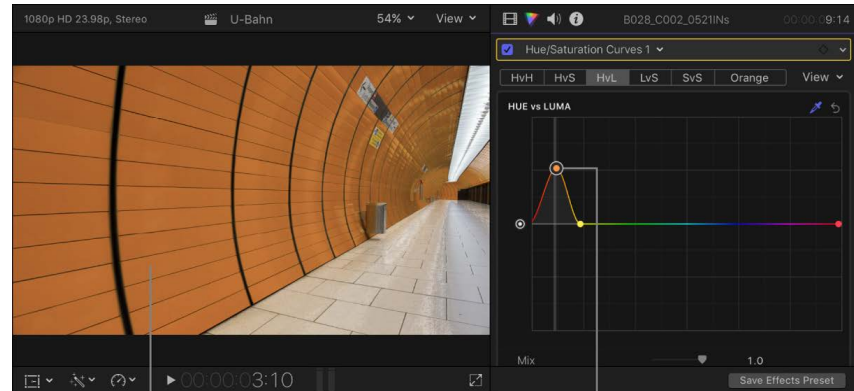 1080p HD 23.98p, Stereo
U-Bahn
54%
View
B028_C002_0521INs
00:00:09:14
Hue/Saturation Curves 1
HvH
HvS
HvL
LvS
SvS
Orange
View
HUE vs LUMA
Mix
1.0
00:00:03:10
Save Effects Preset